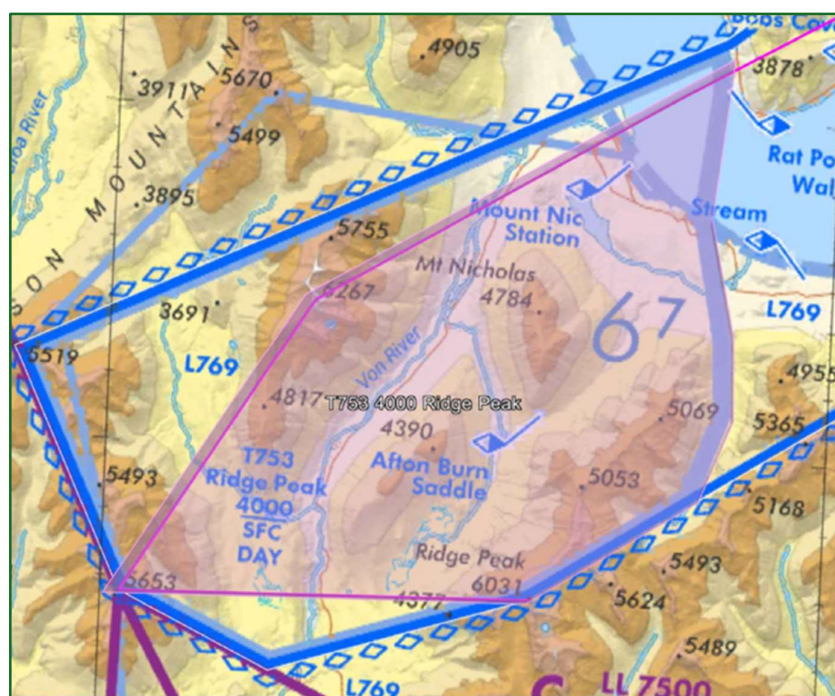 Bobs Cov
4905
3878
5670
3911
5499
SON MOUNTAINS
Rat Po
Wal
3895
Mount Nic
Station
Stream
5755
Mt Nicholas
4784
6267
3691
67
L769
5519
L769
Von River
4955
4817
T753 4000 Ridge Peak
5069
5365
4390
T753
Ridge Peak
4000
SFC
DAY
Afton Burn
Saddle
5493
5053
5168
Ridge Peak
6031
5653
5493
4377
5624
5489
L769
C LL 7500